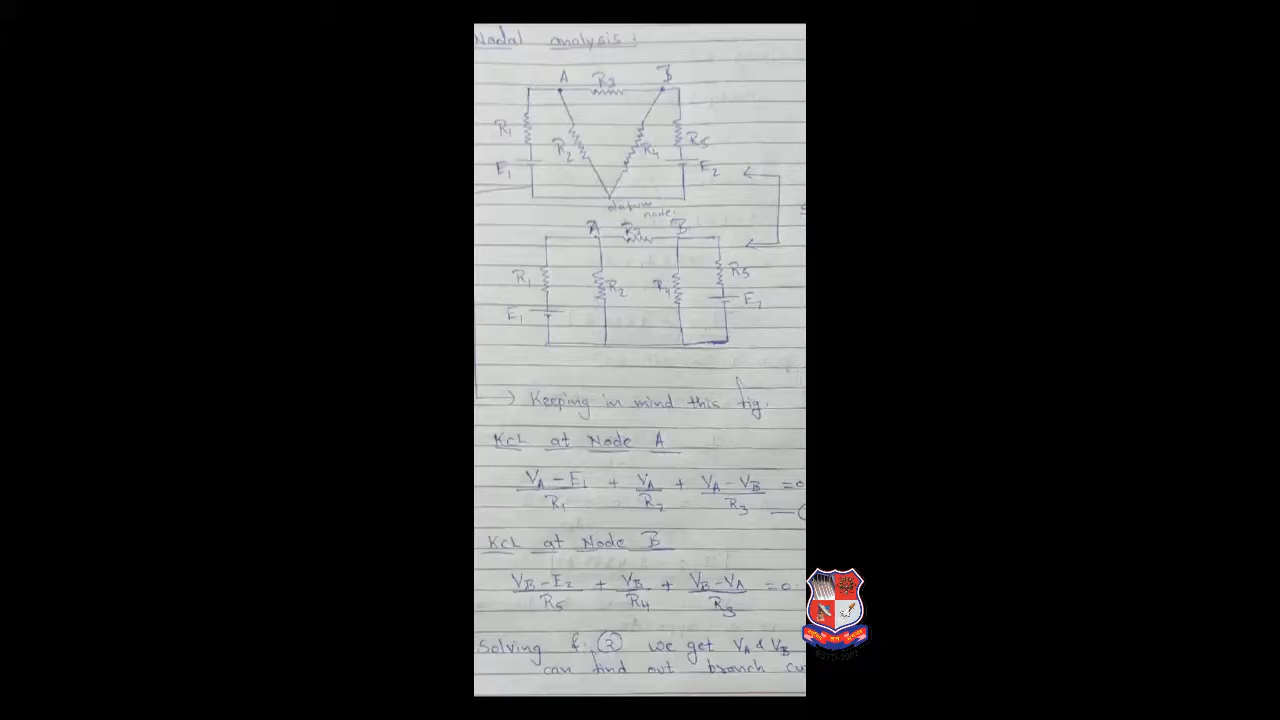 Nodal analysis:
A R3 B
R1 R2 R4 R5
E1 E2
datum
node.
A R3 B
R1 R2 R4 R5
E1 E2
→ Keeping in mind this fig.
KCL at Node A
(VA - E1)/R1 + VA/R2 + (VA - VB)/R3 = 0
KCL at Node B
(VB - E2)/R5 + VB/R4 + (VB - VA)/R3 = 0
Solving & ② we get VA & VB
can find out branch